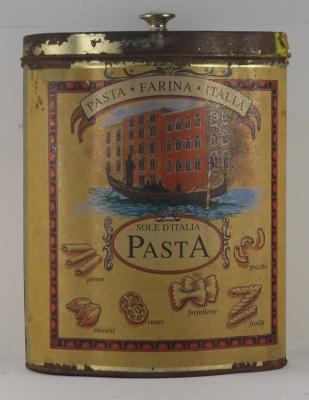 PASTA • FARINA • ITALIA
SOLE D'ITALIA
PASTA
penne
gnocchi
ruote
farfallette
fusilli